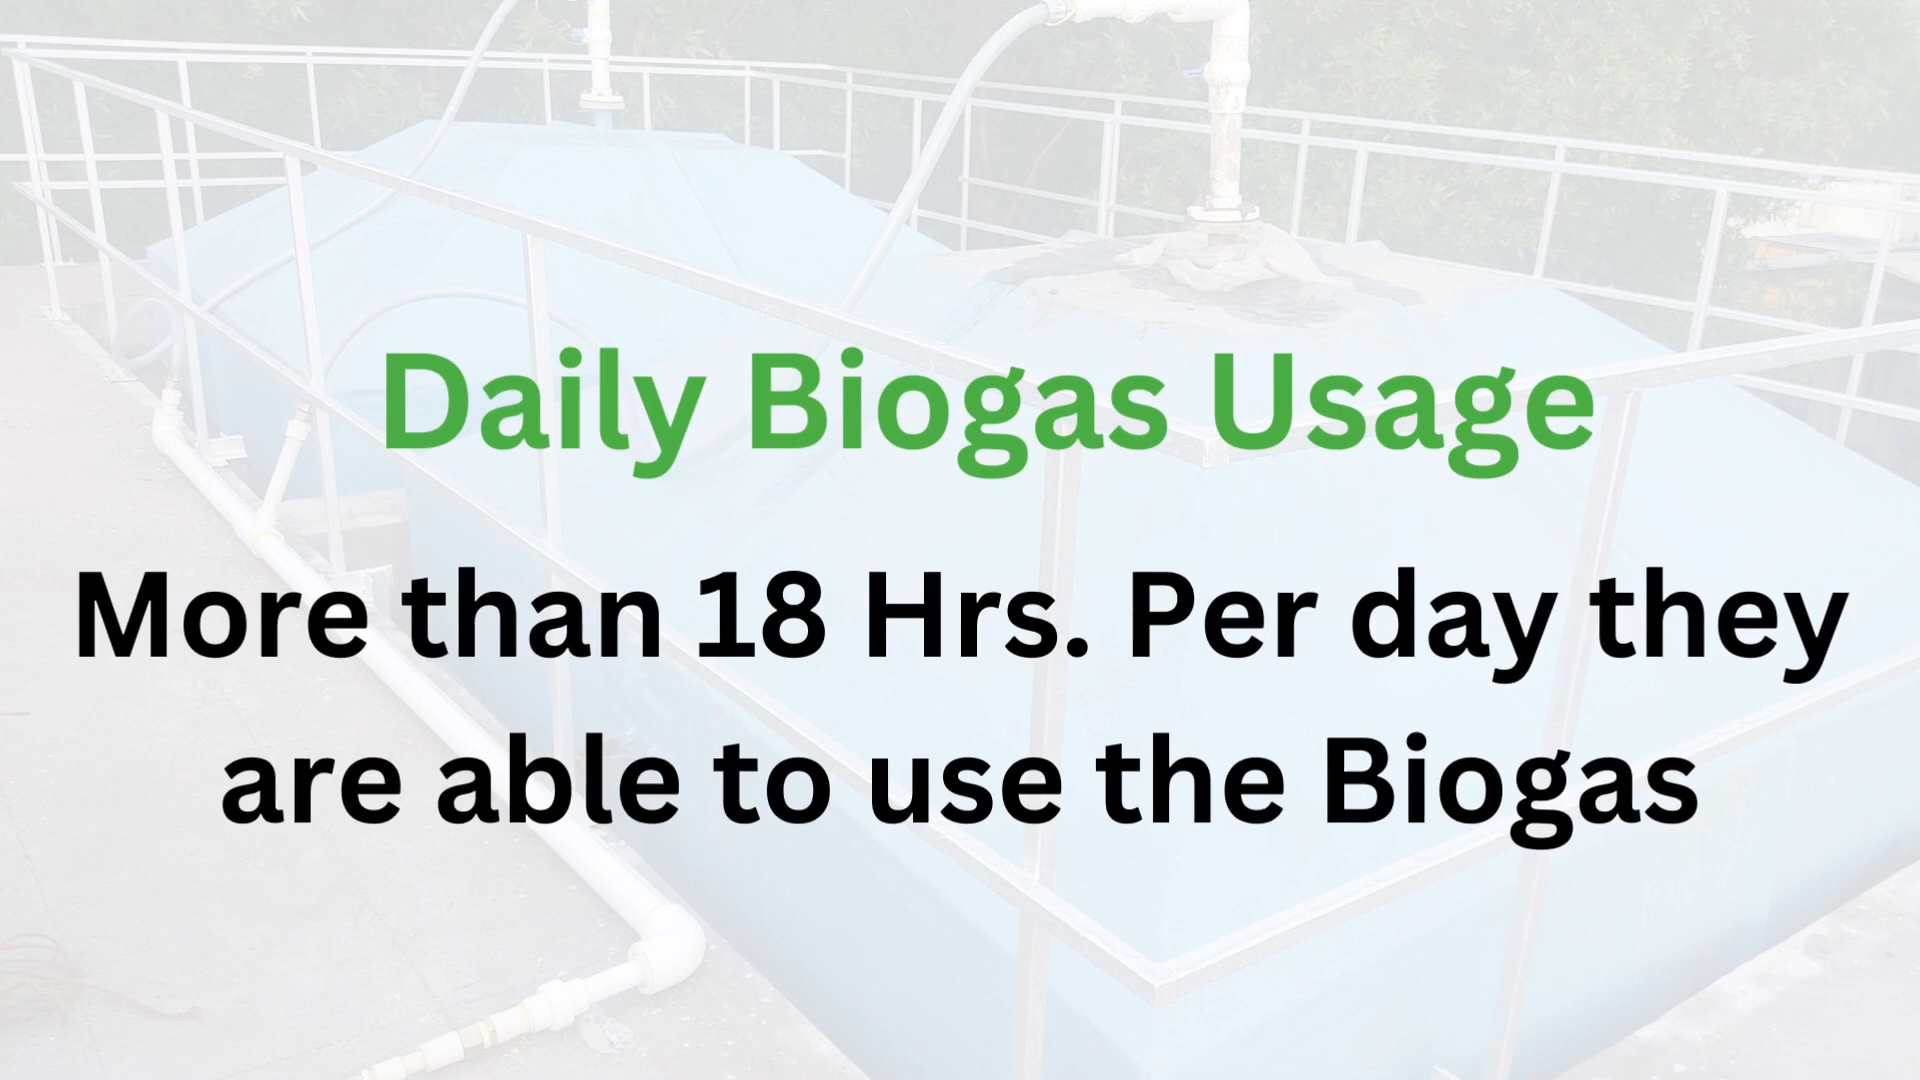 Daily Biogas Usage
More than 18 Hrs. Per day they
are able to use the Biogas